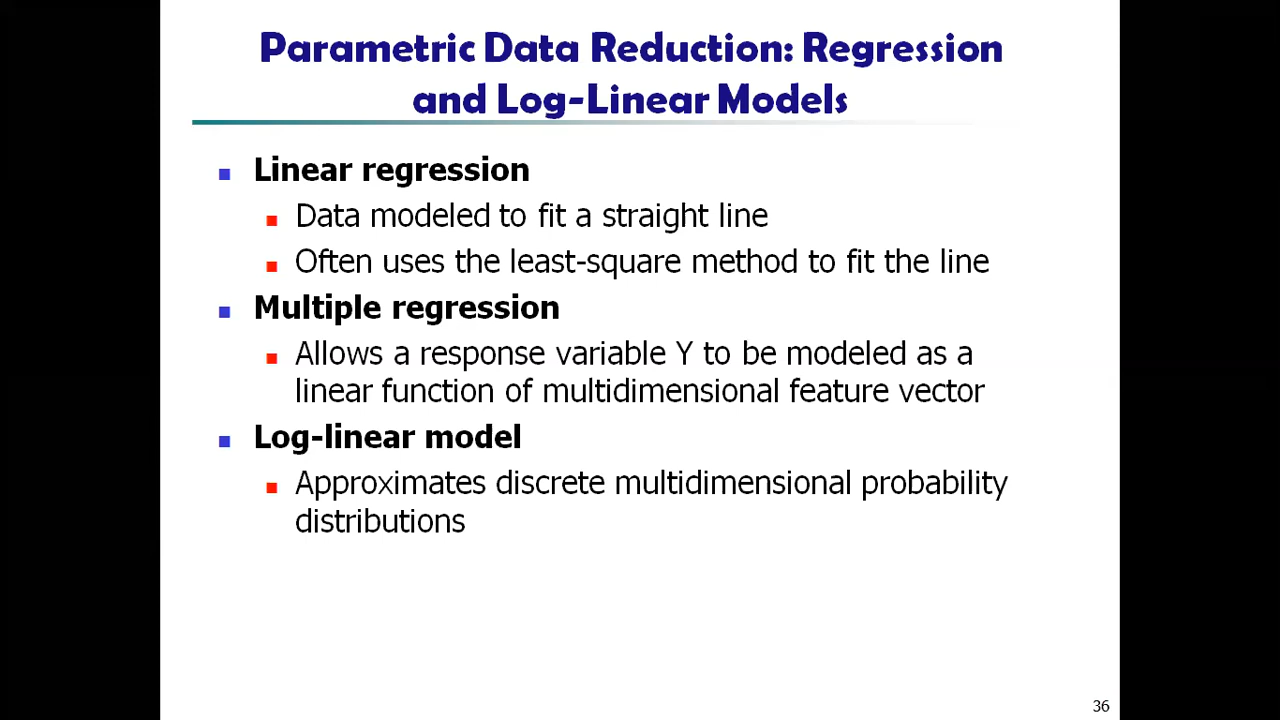 Parametric Data Reduction: Regression
and Log-Linear Models
Linear regression
Data modeled to fit a straight line
Often uses the least-square method to fit the line
Multiple regression
Allows a response variable Y to be modeled as a
linear function of multidimensional feature vector
Log-linear model
Approximates discrete multidimensional probability
distributions
36